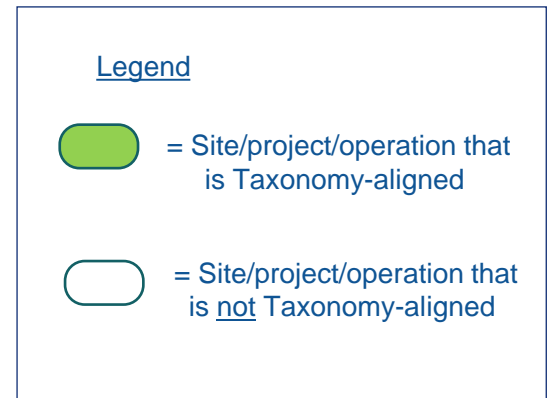 Legend
= Site/project/operation that
is Taxonomy-aligned
= Site/project/operation that
is not Taxonomy-aligned